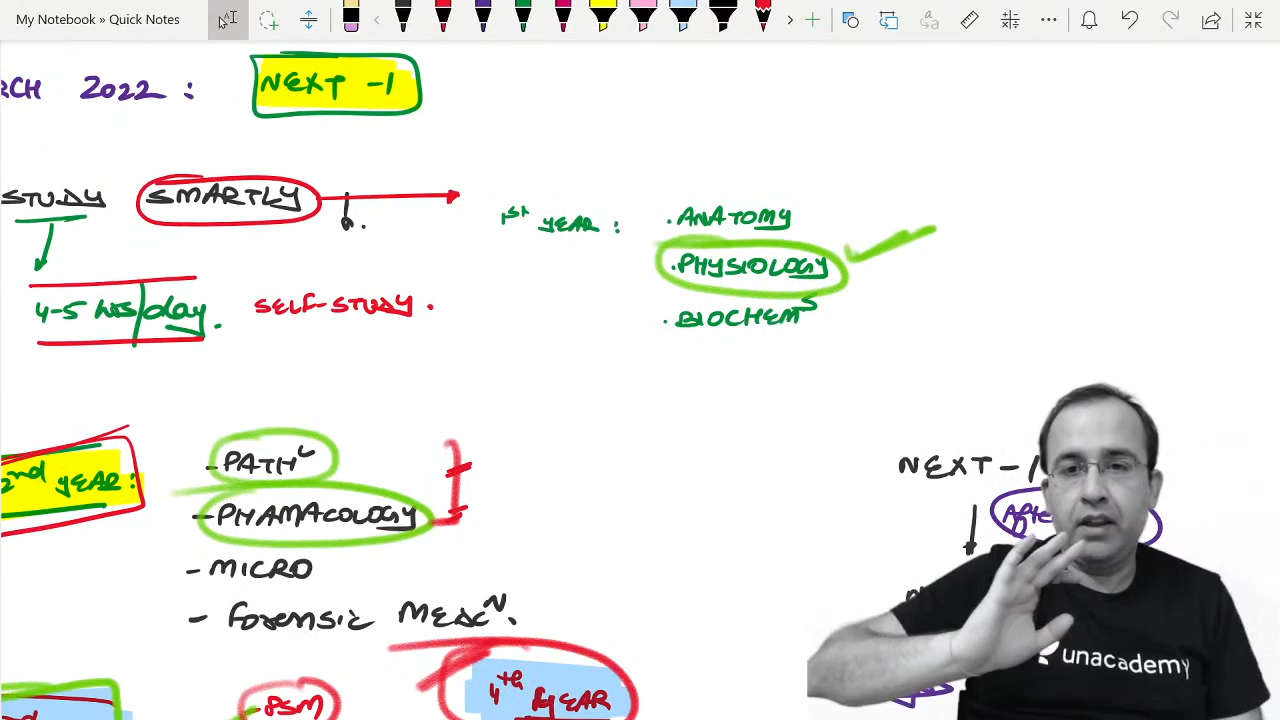 My Notebook » Quick Notes
RCH 2022 :
NEXT -1
STUDY SMARTLY
1st YEAR :
. ANATOMY
. PHYSIOLOGY
. BIOCHEM
4-5 hrs/day.
SELF-STUDY .
2nd YEAR :
- PATH
- PHAMACOLOGY
- MICRO
- Forensic
NEXT -1
4th YEAR
- PSM
unacademy